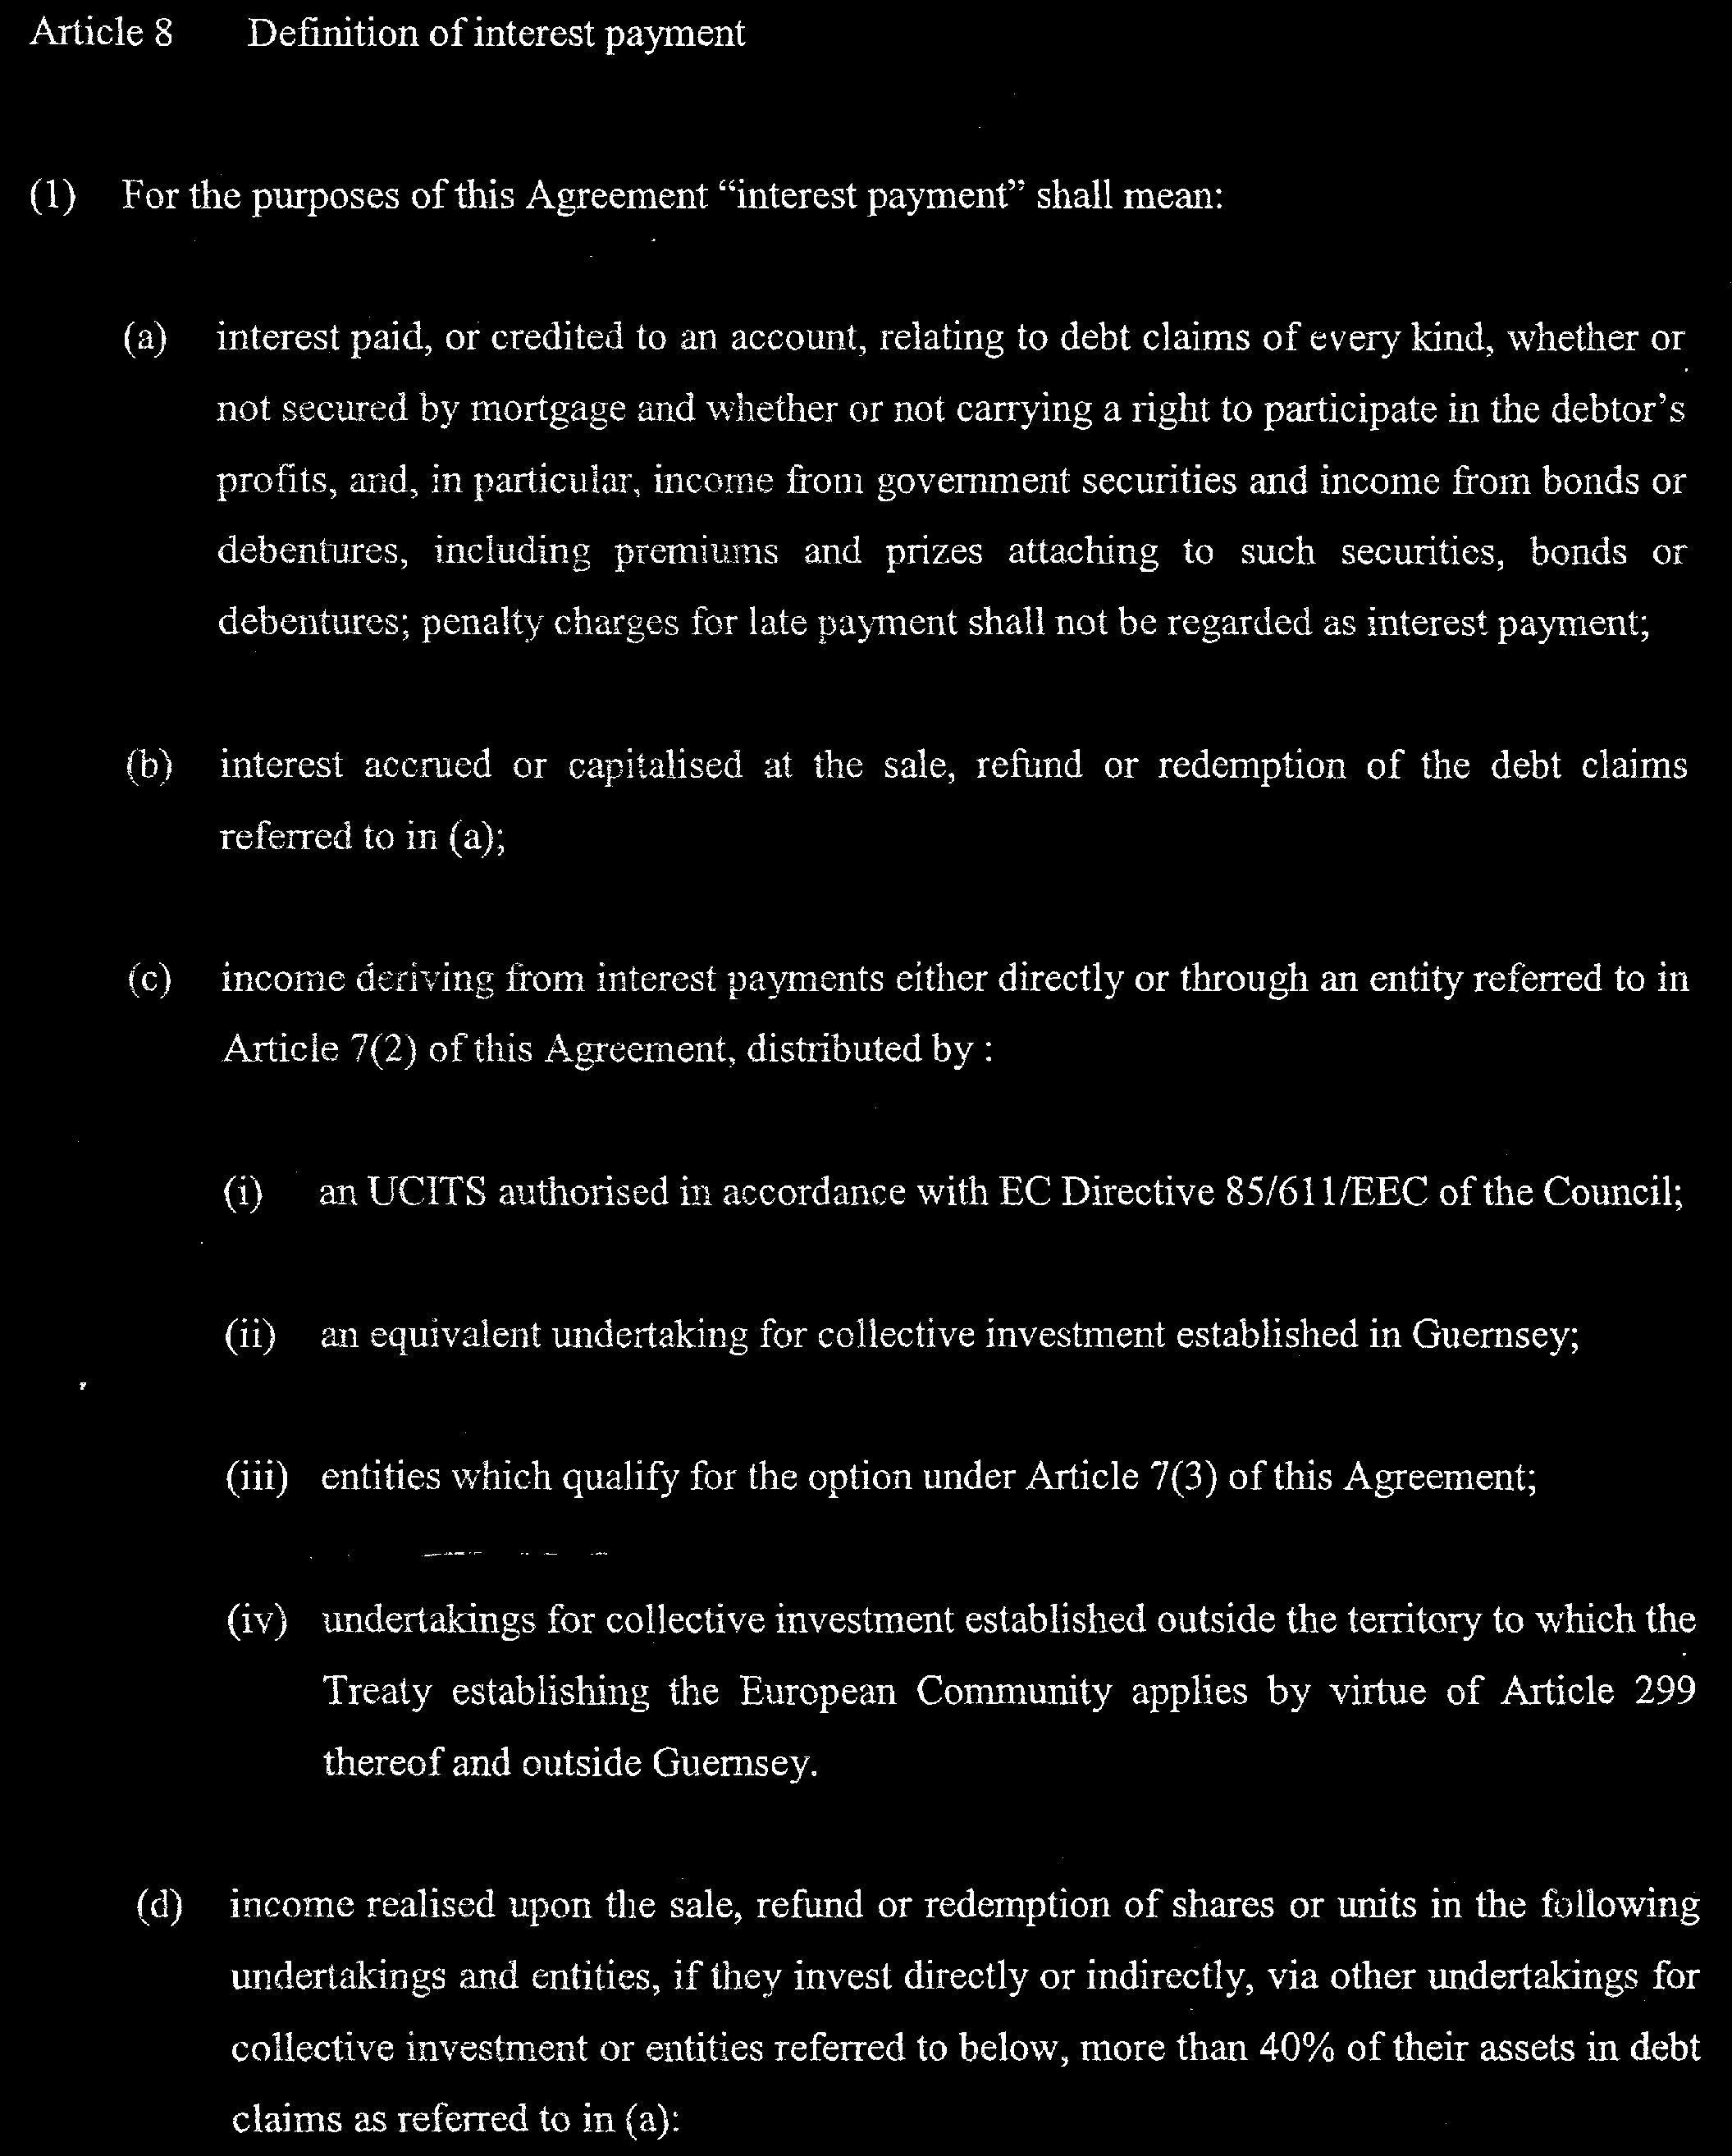 Article 8 Definition of interest payment
(1) For the purposes of this Agreement “interest payment” shall mean:
(a) interest paid, or credited to an account, relating to debt claims of every kind, whether or
not secured by mortgage and whether or not carrying a right to participate in the debtor’s
profits, and, in particular, income from government securities and income from bonds or
debentures, including premiums and prizes attaching to such securities, bonds or
debentures; penalty charges for late payment shall not be regarded as interest payment;
(b) interest accrued or capitalised at the sale, refund or redemption of the debt claims
referred to in (a);
(c) income deriving from interest payments either directly or through an entity referred to in
Article 7(2) of this Agreement, distributed by :
(i) an UCITS authorised in accordance with EC Directive 85/611/EEC of the Council;
(ii) an equivalent undertaking for collective investment established in Guernsey;
(iii) entities which qualify for the option under Article 7(3) of this Agreement;
(iv) undertakings for collective investment established outside the territory to which the
Treaty establishing the European Community applies by virtue of Article 299
thereof and outside Guernsey.
(d) income realised upon the sale, refund or redemption of shares or units in the following
undertakings and entities, if they invest directly or indirectly, via other undertakings for
collective investment or entities referred to below, more than 40% of their assets in debt
claims as referred to in (a):